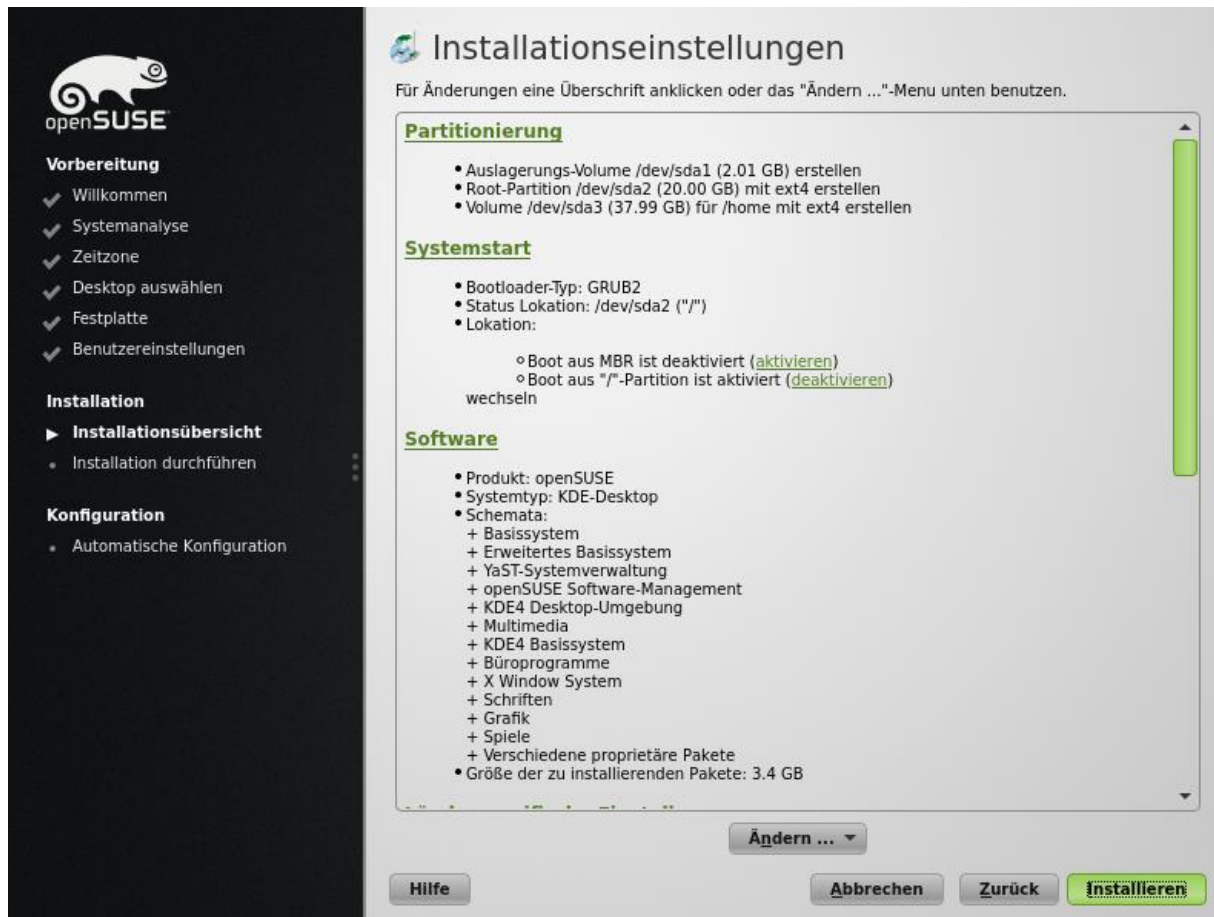 openSUSE
Vorbereitung
Willkommen
Systemanalyse
Zeitzone
Desktop auswählen
Festplatte
Benutzereinstellungen
Installation
Installationsübersicht
Installation durchführen
Konfiguration
Automatische Konfiguration
Installationseinstellungen
Für Änderungen eine Überschrift anklicken oder das "Ändern ..."-Menu unten benutzen.
Partitionierung
• Auslagerungs-Volume /dev/sda1 (2.01 GB) erstellen
• Root-Partition /dev/sda2 (20.00 GB) mit ext4 erstellen
• Volume /dev/sda3 (37.99 GB) für /home mit ext4 erstellen
Systemstart
• Bootloader-Typ: GRUB2
• Status Lokation: /dev/sda2 ("/")
• Lokation:
Boot aus MBR ist deaktiviert (aktivieren)
Boot aus "/"-Partition ist aktiviert (deaktivieren)
wechseln
Software
• Produkt: openSUSE
• Systemtyp: KDE-Desktop
• Schemata:
+ Basissystem
+ Erweitertes Basissystem
+ YaST-Systemverwaltung
+ openSUSE Software-Management
+ KDE4 Desktop-Umgebung
+ Multimedia
+ KDE4 Basissystem
+ Büroprogramme
+ X Window System
+ Schriften
+ Grafik
+ Spiele
+ Verschiedene proprietäre Pakete
• Größe der zu installierenden Pakete: 3.4 GB
Ändern ...
Hilfe
Abbrechen
Zurück
Installieren